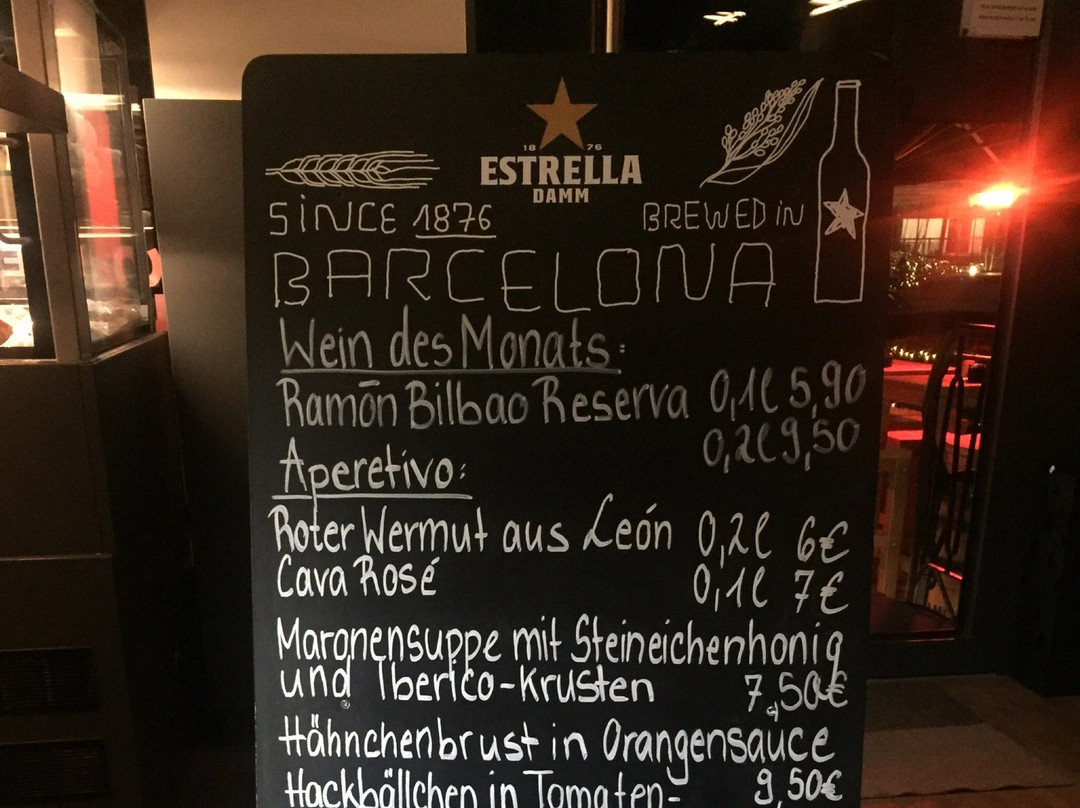 18 76
ESTRELLA
DAMM
SINCE 1876 BREWED iN
BARCELONA
Wein des Monats:
Ramōn Bilbao Reserva 0,1l 5,90
0,2l 9,50
Aperetivo:
Roter Wermut aus León 0,2l 6€
Cava Rosé 0,1l 7€
Maronensuppe mit Steineichenhonig
und Iberico-Krusten 7,50€
Hähnchenbrust in Orangensauce
9,50€
Hackbällchen in Tomaten-